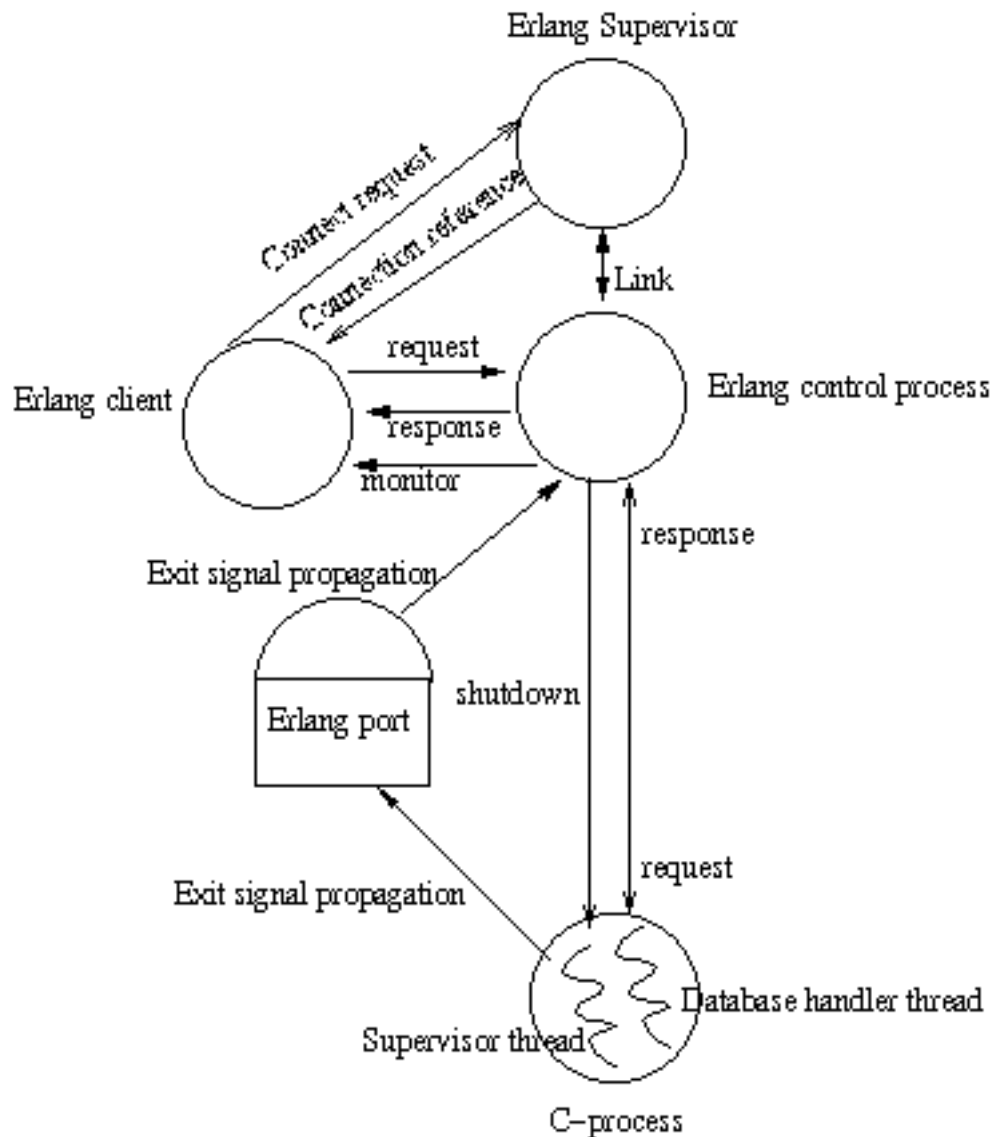 Erlang Supervisor
Connect request
Connection reference
Link
request
Erlang client
Erlang control process
response
monitor
response
Exit signal propagation
shutdown
Erlang port
request
Exit signal propagation
Database handler thread
Supervisor thread
C-process